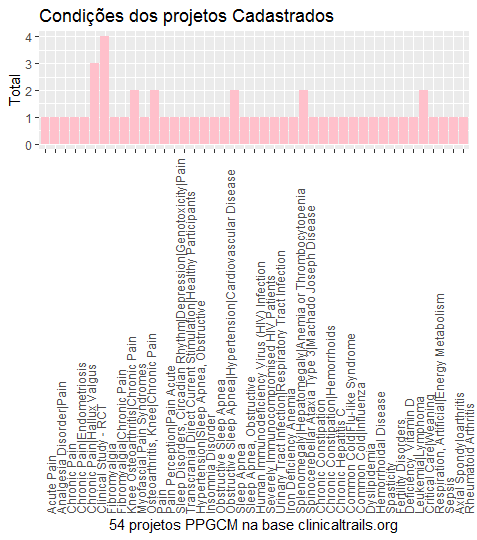 Condições dos projetos Cadastrados
Total
4
3
2
1
0
Acute Pain
Analgesia Disorder|Pain
Chronic Pain
Chronic Pain|Endometriosis
Chronic Pain|Hallux Valgus
Clinical Study - RCT
Fibromyalgia
Fibromyalgia|Chronic Pain
Knee Osteoarthritis|Chronic Pain
Myofascial Pain Syndromes
Osteoarthritis, Knee|Chronic Pain
Pain
Pain Perception|Pain Acute
Sleep Disorders, Circadian Rhythm|Depression|Genotoxicity|Pain
Transcranial Direct Current Stimulation|Healthy Participants
Hypertension|Sleep Apnea, Obstructive
Insomnia Disorder
Obstructive Sleep Apnea
Obstructive Sleep Apnea|Hypertension|Cardiovascular Disease
Sleep Apnea
Sleep Apnea, Obstructive
Human Immunodeficiency Virus (HIV) Infection
Severely Immunocompromised HIV Patients
Urinary Tract Infection|Respiratory Tract Infection
Iron Deficiency Anemia
Splenomegaly|Hepatomegaly|Anemia or Thrombocytopenia
Spinocerebellar Ataxia Type 3|Machado Joseph Disease
Chronic Constipation
Chronic Constipation|Hemorrhoids
Chronic Hepatitis C
Common Cold|Flu-like Syndrome
Common Cold|Influenza
Dyslipidemia
Hemorrhoidal Disease
Spasticity
Fertility Disorders
Deficiency, Vitamin D
Leukemia|Lymphoma
Critical Care|Weaning
Respiration, Artificial|Energy Metabolism
Sepsis
Axial Spondyloarthritis
Rheumatoid Arthritis
54 projetos PPGCM na base clinicaltrails.org